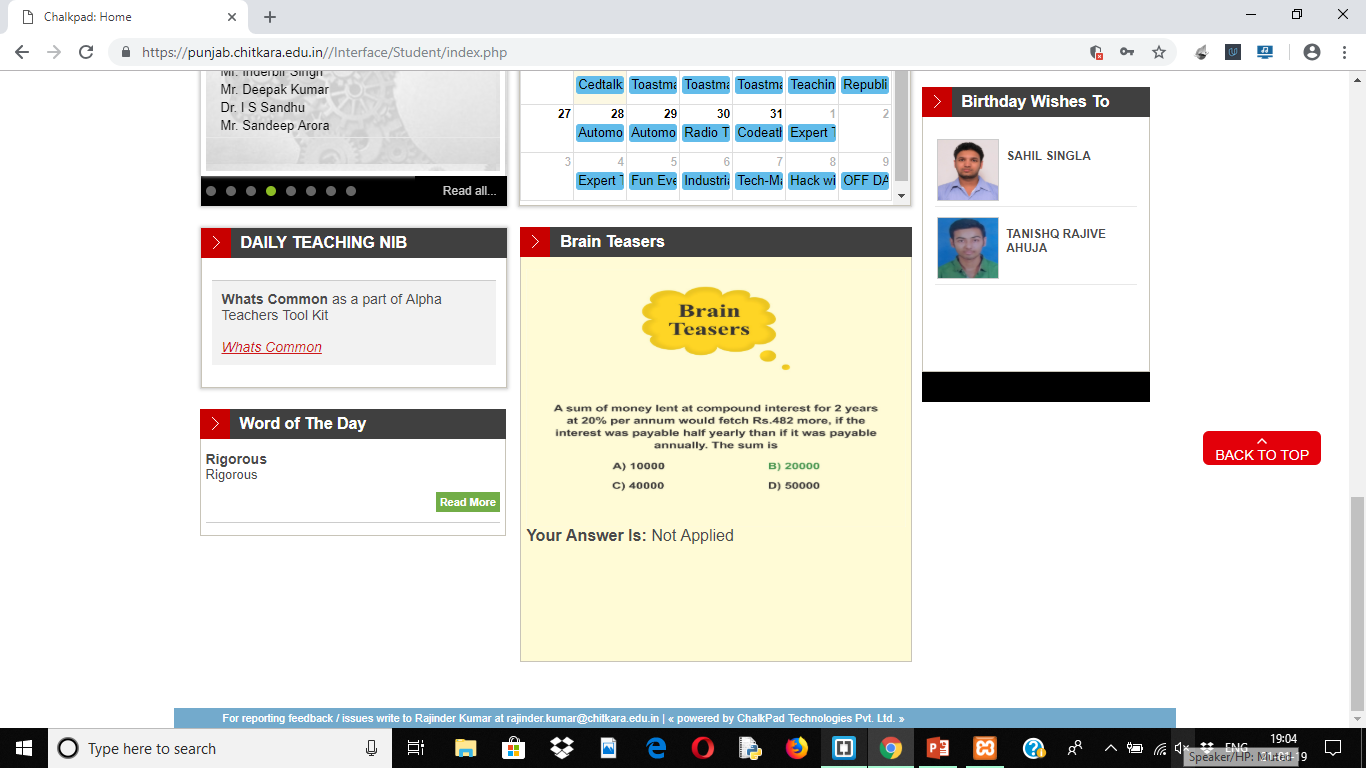 Chalkpad: Home
https://punjab.chitkara.edu.in//Interface/Student/index.php
Mr. Inderbir Singh
Mr. Deepak Kumar
Dr. I S Sandhu
Mr. Sandeep Arora
Read all...
Cedtalk Toastma Toastma Toastma Teachin Republi
27 28 29 30 31 1 2
Automo Automo Radio T Codeath Expert T
3 4 5 6 7 8 9
Expert T Fun Eve Industria Tech-Ma Hack wi OFF DA
Birthday Wishes To
SAHIL SINGLA
TANISHQ RAJIVE
AHUJA
DAILY TEACHING NIB
Whats Common as a part of Alpha
Teachers Tool Kit
Whats Common
Word of The Day
Rigorous
Rigorous
Read More
Brain Teasers
Brain
Teasers
A sum of money lent at compound interest for 2 years
at 20% per annum would fetch Rs.482 more, if the
interest was payable half yearly than if it was payable
annually. The sum is
A) 10000 B) 20000
C) 40000 D) 50000
Your Answer Is: Not Applied
BACK TO TOP
For reporting feedback / issues write to Rajinder Kumar at rajinder.kumar@chitkara.edu.in | « powered by ChalkPad Technologies Pvt. Ltd. »
Type here to search
ENG
19:04
Speaker/HP: Muted